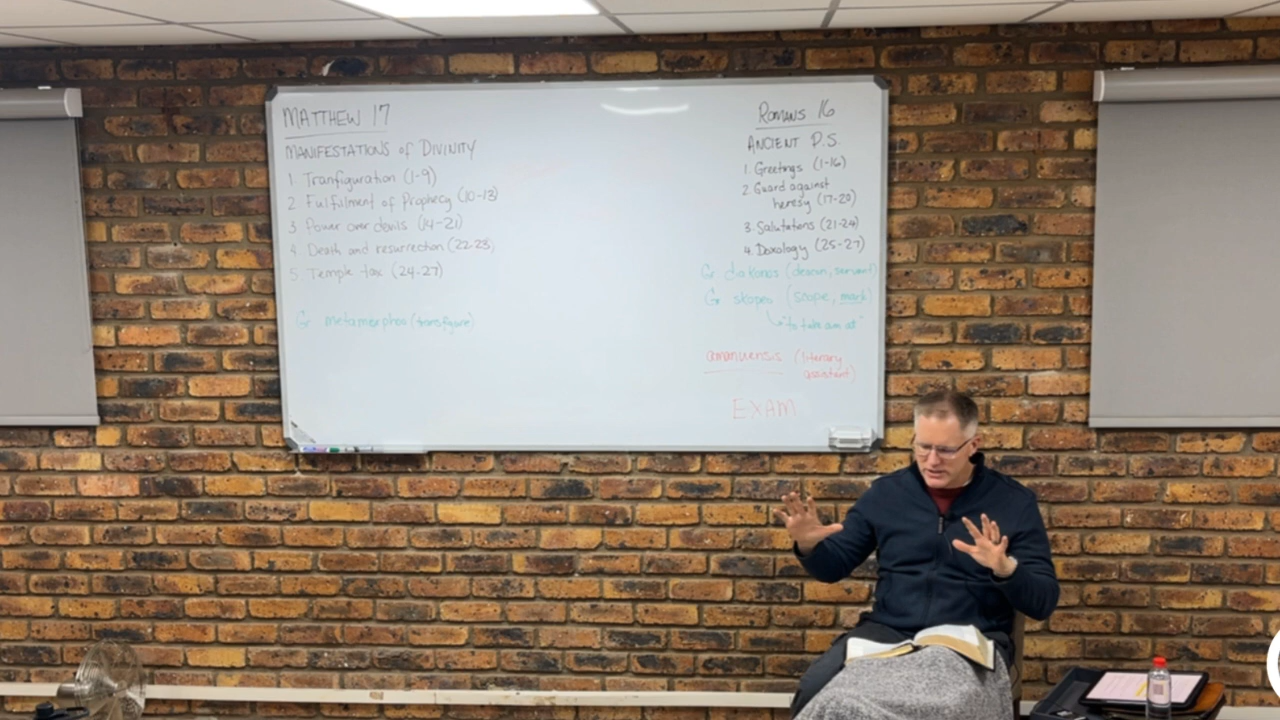 MATTHEW 17
MANIFESTATIONS of DIVINITY
1 Tranfiguration (1-9)
2 Fulfilment of Prophecy (10-13)
3 Power over devils (14-21)
4 Death and resurrection (22-23)
5 Temple tax (24-27)
Gr metamorphos (transfigure)
ROMANS 16
ANCIENT P.S.
1. Greetings (1-16)
2. Guard against
heresy (17-20)
3. Salutations (21-24)
4. Doxology (25-27)
Gr diakonos (deacon, servant)
Gr skopos (scope, mark)
"to take aim at"
amanuensis (literary
assistant)
EXAM